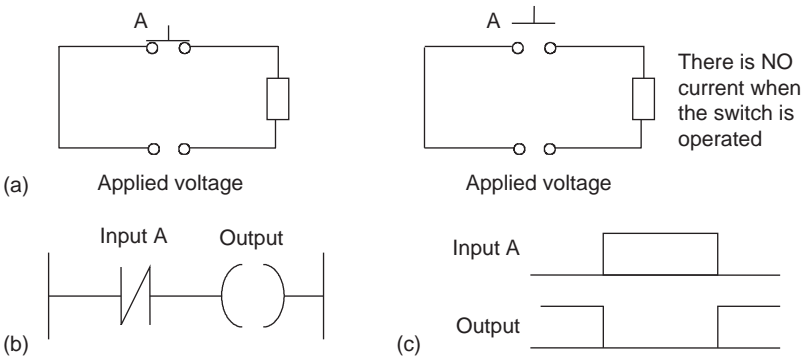 A
A
There is NO
current when
the switch is
operated
(a)
Applied voltage
Applied voltage
Input A
Output
(b)
Input A
Output
(c)